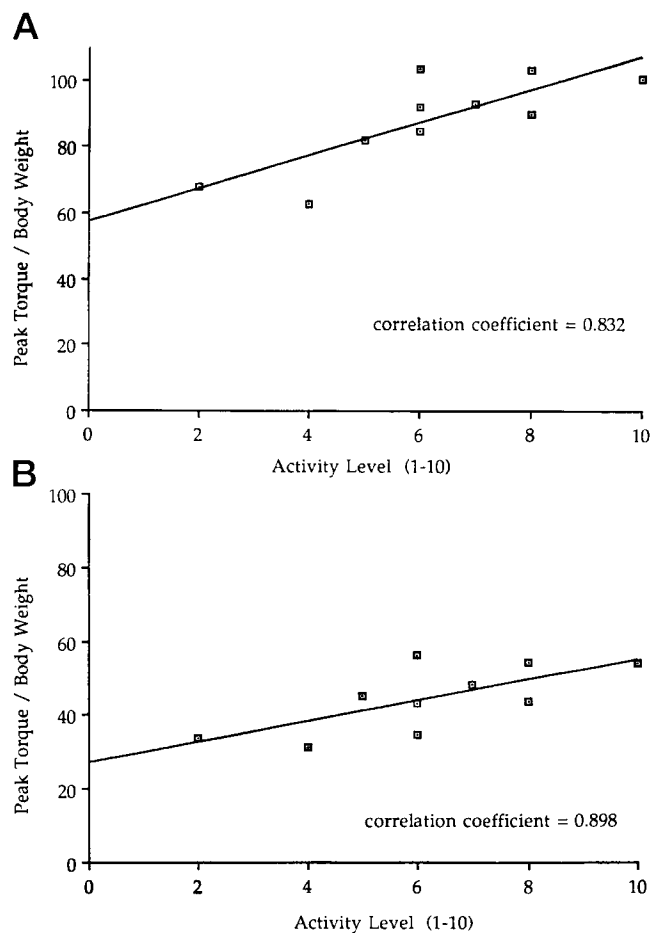 A
100
80
60
40
20
0
Peak Torque / Body Weight
correlation coefficient = 0.832
0 2 4 6 8 10
Activity Level (1-10)
B
100
80
60
40
20
0
Peak Torque / Body Weight
correlation coefficient = 0.898
0 2 4 6 8 10
Activity Level (1-10)